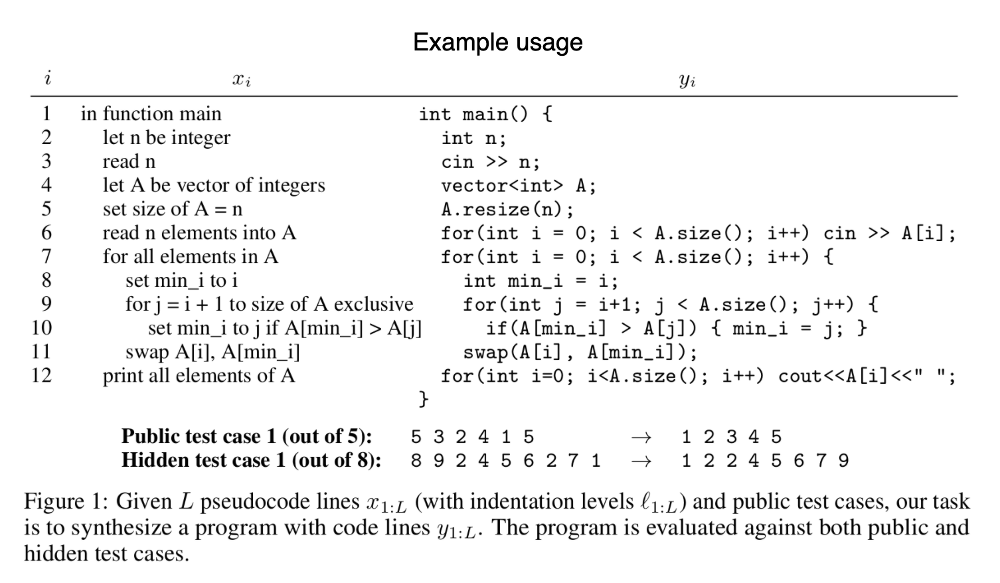 Example usage
i x_i y_i
1 in function main int main() {
2 let n be integer int n;
3 read n cin >> n;
4 let A be vector of integers vector<int> A;
5 set size of A = n A.resize(n);
6 read n elements into A for(int i = 0; i < A.size(); i++) cin >> A[i];
7 for all elements in A for(int i = 0; i < A.size(); i++) {
8 set min_i to i int min_i = i;
9 for j = i + 1 to size of A exclusive for(int j = i+1; j < A.size(); j++) {
10 set min_i to j if A[min_i] > A[j] if(A[min_i] > A[j]) { min_i = j; }
11 swap A[i], A[min_i] swap(A[i], A[min_i]);
12 print all elements of A for(int i=0; i<A.size(); i++) cout<<A[i]<<" ";
}
Public test case 1 (out of 5): 5 3 2 4 1 5 → 1 2 3 4 5
Hidden test case 1 (out of 8): 8 9 2 4 5 6 2 7 1 → 1 2 2 4 5 6 7 9
Figure 1: Given L pseudocode lines x_{1:L} (with indentation levels ℓ_{1:L}) and public test cases, our task
is to synthesize a program with code lines y_{1:L}. The program is evaluated against both public and
hidden test cases.